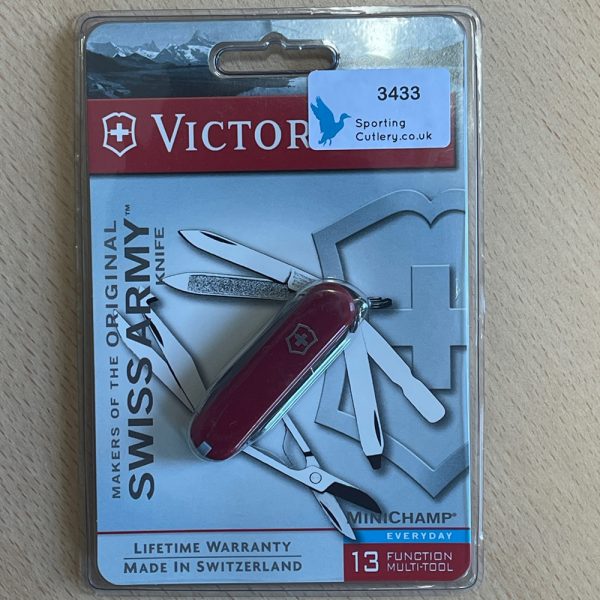 3433
Sporting
Cutlery.co.uk
VICTOR
MAKERS OF THE ORIGINAL
SWISS ARMY™
KNIFE
MINICHAMP®
EVERYDAY
LIFETIME WARRANTY
MADE IN SWITZERLAND
13 FUNCTION
MULTI-TOOL